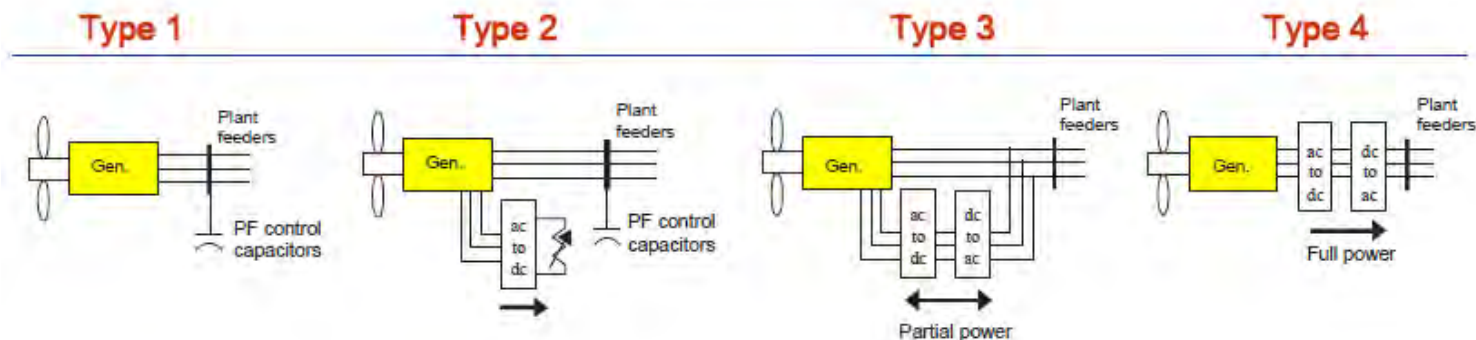 Type 1
Type 2
Type 3
Type 4
Gen.
Plant
feeders
PF control
capacitors
Gen..
Plant
feeders
ac
to
dc
PF control
capacitors
Gen.
Plant
feeders
ac
to
dc
dc
to
ac
Partial power
Gen.
ac
to
dc
dc
to
ac
Plant
feeders
Full power